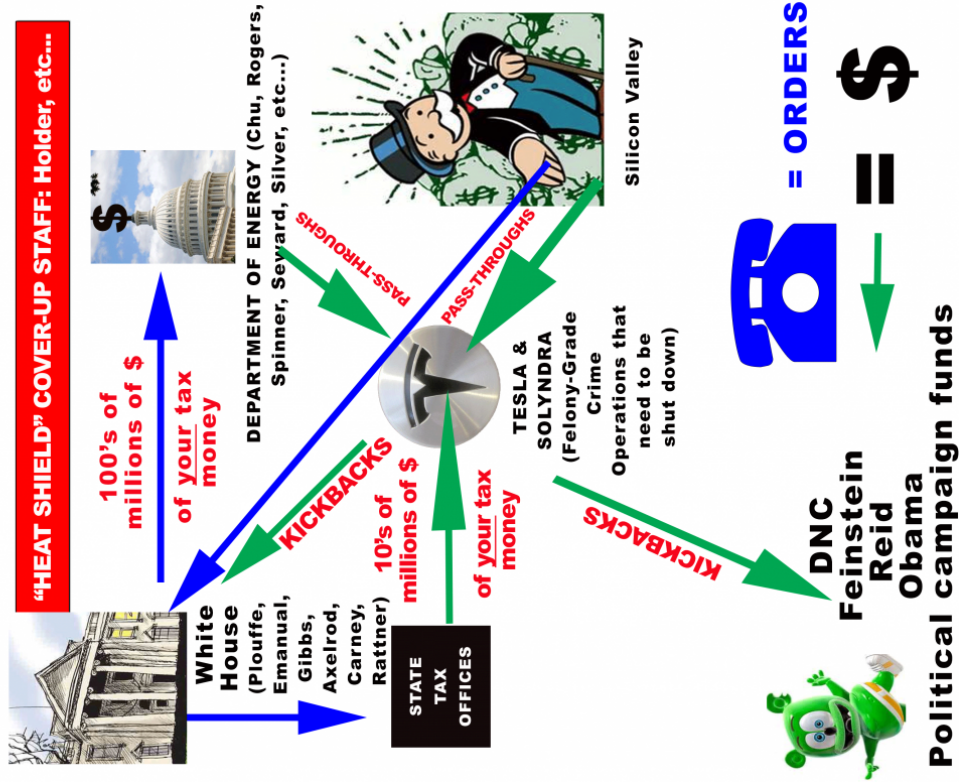 “HEAT SHIELD” COVER-UP STAFF: Holder, etc...
100's of
millions of $
of your tax
money
$
DEPARTMENT OF ENERGY (Chu, Rogers,
Spinner, Seward, Silver, etc...)
PASS-THROUGHS
PASS-THROUGHS
Silicon Valley
White
House
(Plouffe,
Emanual,
Gibbs,
Axelrod,
Carney,
Rattner)
KICKBACKS
STATE
TAX
OFFICES
10's of
millions of $
of your tax
money
TESLA &
SOLYNDRA
(Felony-Grade
Crime
Operations that
need to be
shut down)
KICKBACKS
= ORDERS
= $
DNC
Feinstein
Reid
Obama
Political campaign funds